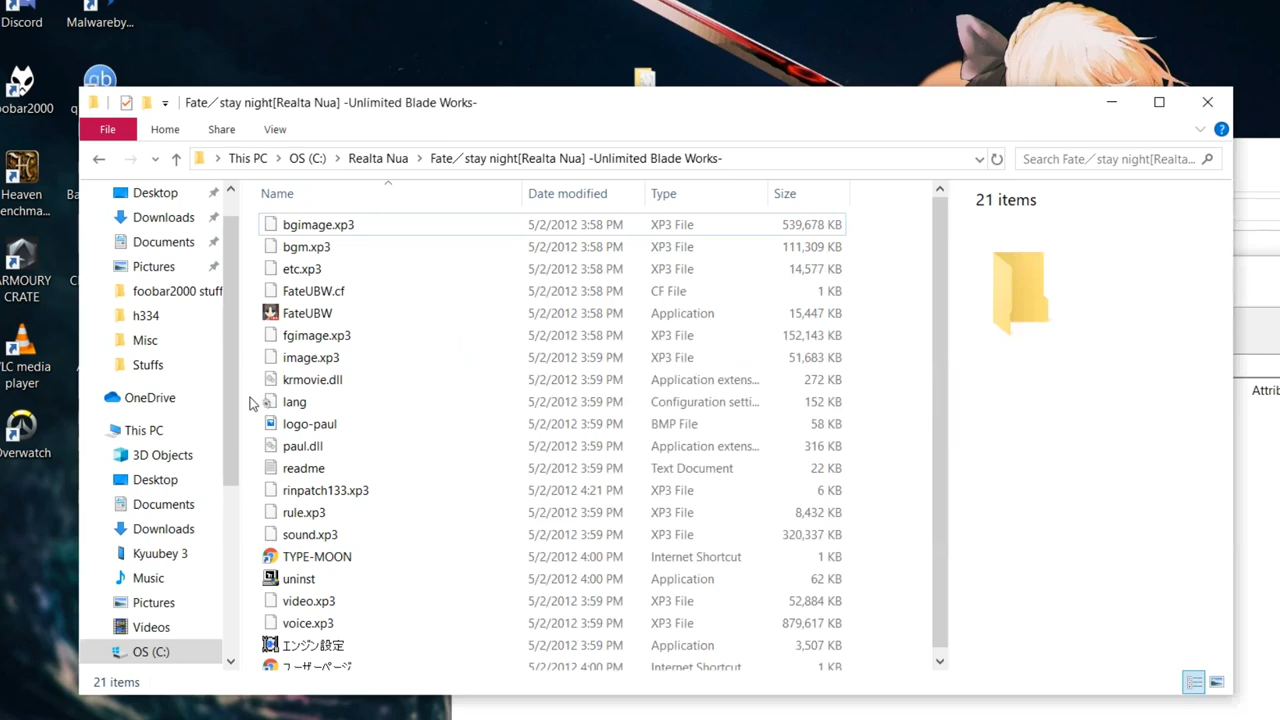 Discord
Malwareby...
oobar2000
Heaven
enchma...
ARMOURY
CRATE
LC media
player
Overwatch
Fate／stay night[Realta Nua] -Unlimited Blade Works-
File Home Share View
This PC > OS (C:) > Realta Nua > Fate／stay night[Realta Nua] -Unlimited Blade Works-
Search Fate／stay night[Realta...
Desktop
Downloads
Documents
Pictures
foobar2000 stuff
h334
Misc
Stuffs
OneDrive
This PC
3D Objects
Desktop
Documents
Downloads
Kyuubey 3
Music
Pictures
Videos
OS (C:)
Name Date modified Type Size
bgimage.xp3 5/2/2012 3:58 PM XP3 File 539,678 KB
bgm.xp3 5/2/2012 3:58 PM XP3 File 111,309 KB
etc.xp3 5/2/2012 3:58 PM XP3 File 14,577 KB
FateUBW.cf 5/2/2012 3:58 PM CF File 1 KB
FateUBW 5/2/2012 3:58 PM Application 15,447 KB
fgimage.xp3 5/2/2012 3:58 PM XP3 File 152,143 KB
image.xp3 5/2/2012 3:59 PM XP3 File 51,683 KB
krmovie.dll 5/2/2012 3:59 PM Application extens... 272 KB
lang 5/2/2012 3:59 PM Configuration setti... 152 KB
logo-paul 5/2/2012 3:59 PM BMP File 58 KB
paul.dll 5/2/2012 3:59 PM Application extens... 316 KB
readme 5/2/2012 3:59 PM Text Document 22 KB
rinpatch133.xp3 5/2/2012 4:21 PM XP3 File 6 KB
rule.xp3 5/2/2012 3:59 PM XP3 File 8,432 KB
sound.xp3 5/2/2012 3:59 PM XP3 File 320,337 KB
TYPE-MOON 5/2/2012 4:00 PM Internet Shortcut 1 KB
uninst 5/2/2012 4:00 PM Application 62 KB
video.xp3 5/2/2012 3:59 PM XP3 File 52,884 KB
voice.xp3 5/2/2012 3:59 PM XP3 File 879,617 KB
エンジン設定 5/2/2012 3:59 PM Application 3,507 KB
ユーザーページ 5/2/2012 4:00 PM Internet Shortcut 1 KB
21 items
21 items
Attrib